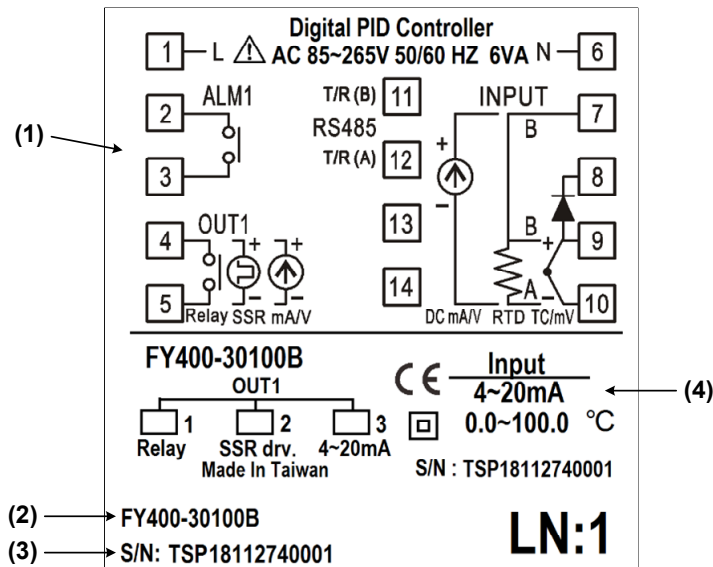 Digital PID Controller
1 L AC 85~265V 50/60 HZ 6VA N 6
2 ALM1 T/R (B) 11 INPUT 7
RS485 B
(1)
3 T/R (A) 12 + 8
13 −
4 OUT1 B + 9
+ +
14
− − A −
5 Relay SSR mA/V DC mA/V RTD TC/mV 10
FY400-30100B
OUT1
1 2 3
Relay SSR drv. 4~20mA
Made In Taiwan
CE Input
4~20mA (4)
0.0~100.0 °C
S/N : TSP18112740001
(2) FY400-30100B
(3) S/N: TSP18112740001
LN:1